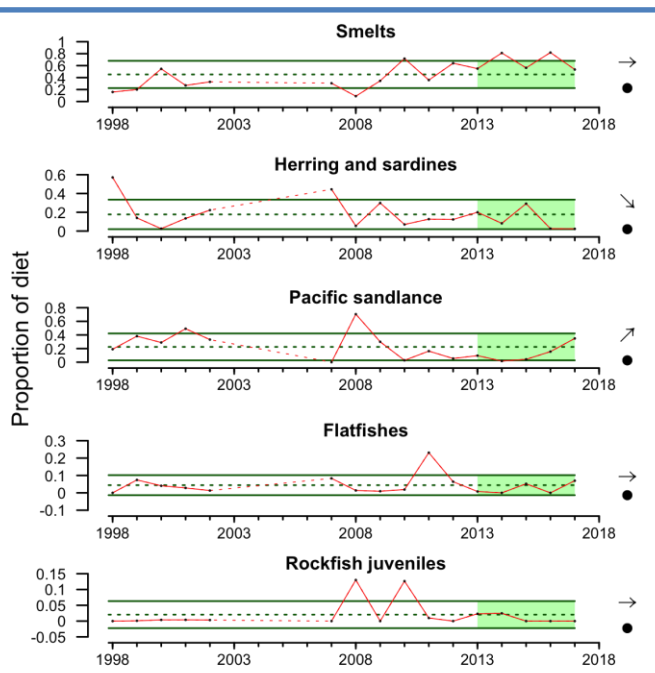 Proportion of diet
Smelts
1
0.8
0.6
0.4
0.2
0
1998 2003 2008 2013 2018
Herring and sardines
0.6
0.4
0.2
0
1998 2003 2008 2013 2018
Pacific sandlance
0.8
0.6
0.4
0.2
0
1998 2003 2008 2013 2018
Flatfishes
0.3
0.2
0.1
0
-0.1
1998 2003 2008 2013 2018
Rockfish juveniles
0.15
0.1
0.05
0
-0.05
1998 2003 2008 2013 2018